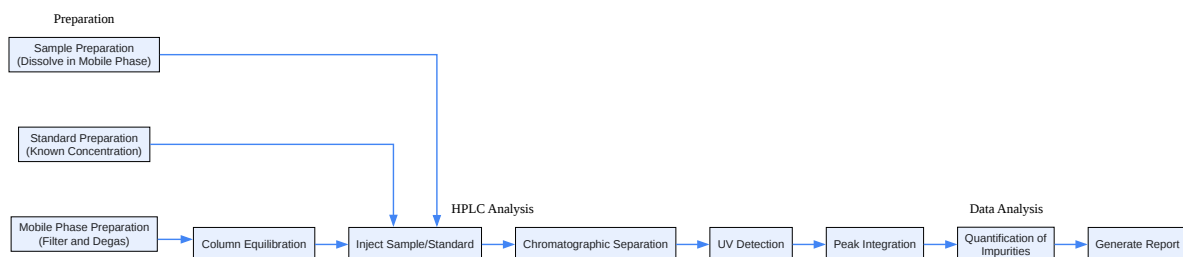 Preparation
Sample Preparation
(Dissolve in Mobile Phase)
Standard Preparation
(Known Concentration)
Mobile Phase Preparation
(Filter and Degas)
Column Equilibration
HPLC Analysis
Inject Sample/Standard
Chromatographic Separation
UV Detection
Data Analysis
Peak Integration
Quantification of
Impurities
Generate Report